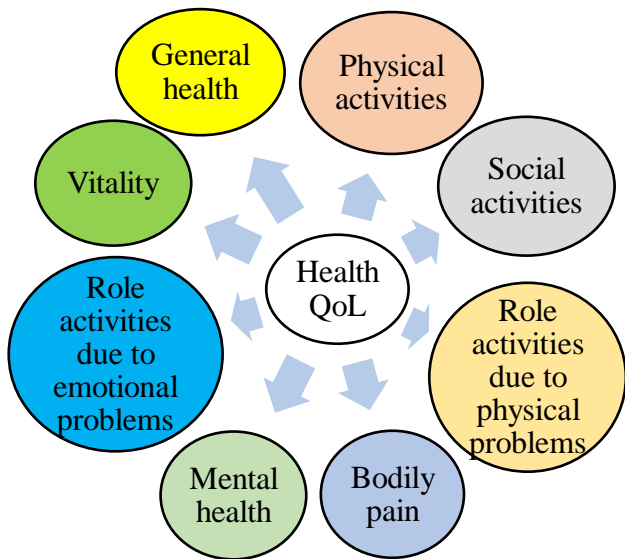 General
health
Physical
activities
Vitality
Social
activities
Health
QoL
Role
activities
due to
emotional
problems
Role
activities
due to
physical
problems
Mental
health
Bodily
pain